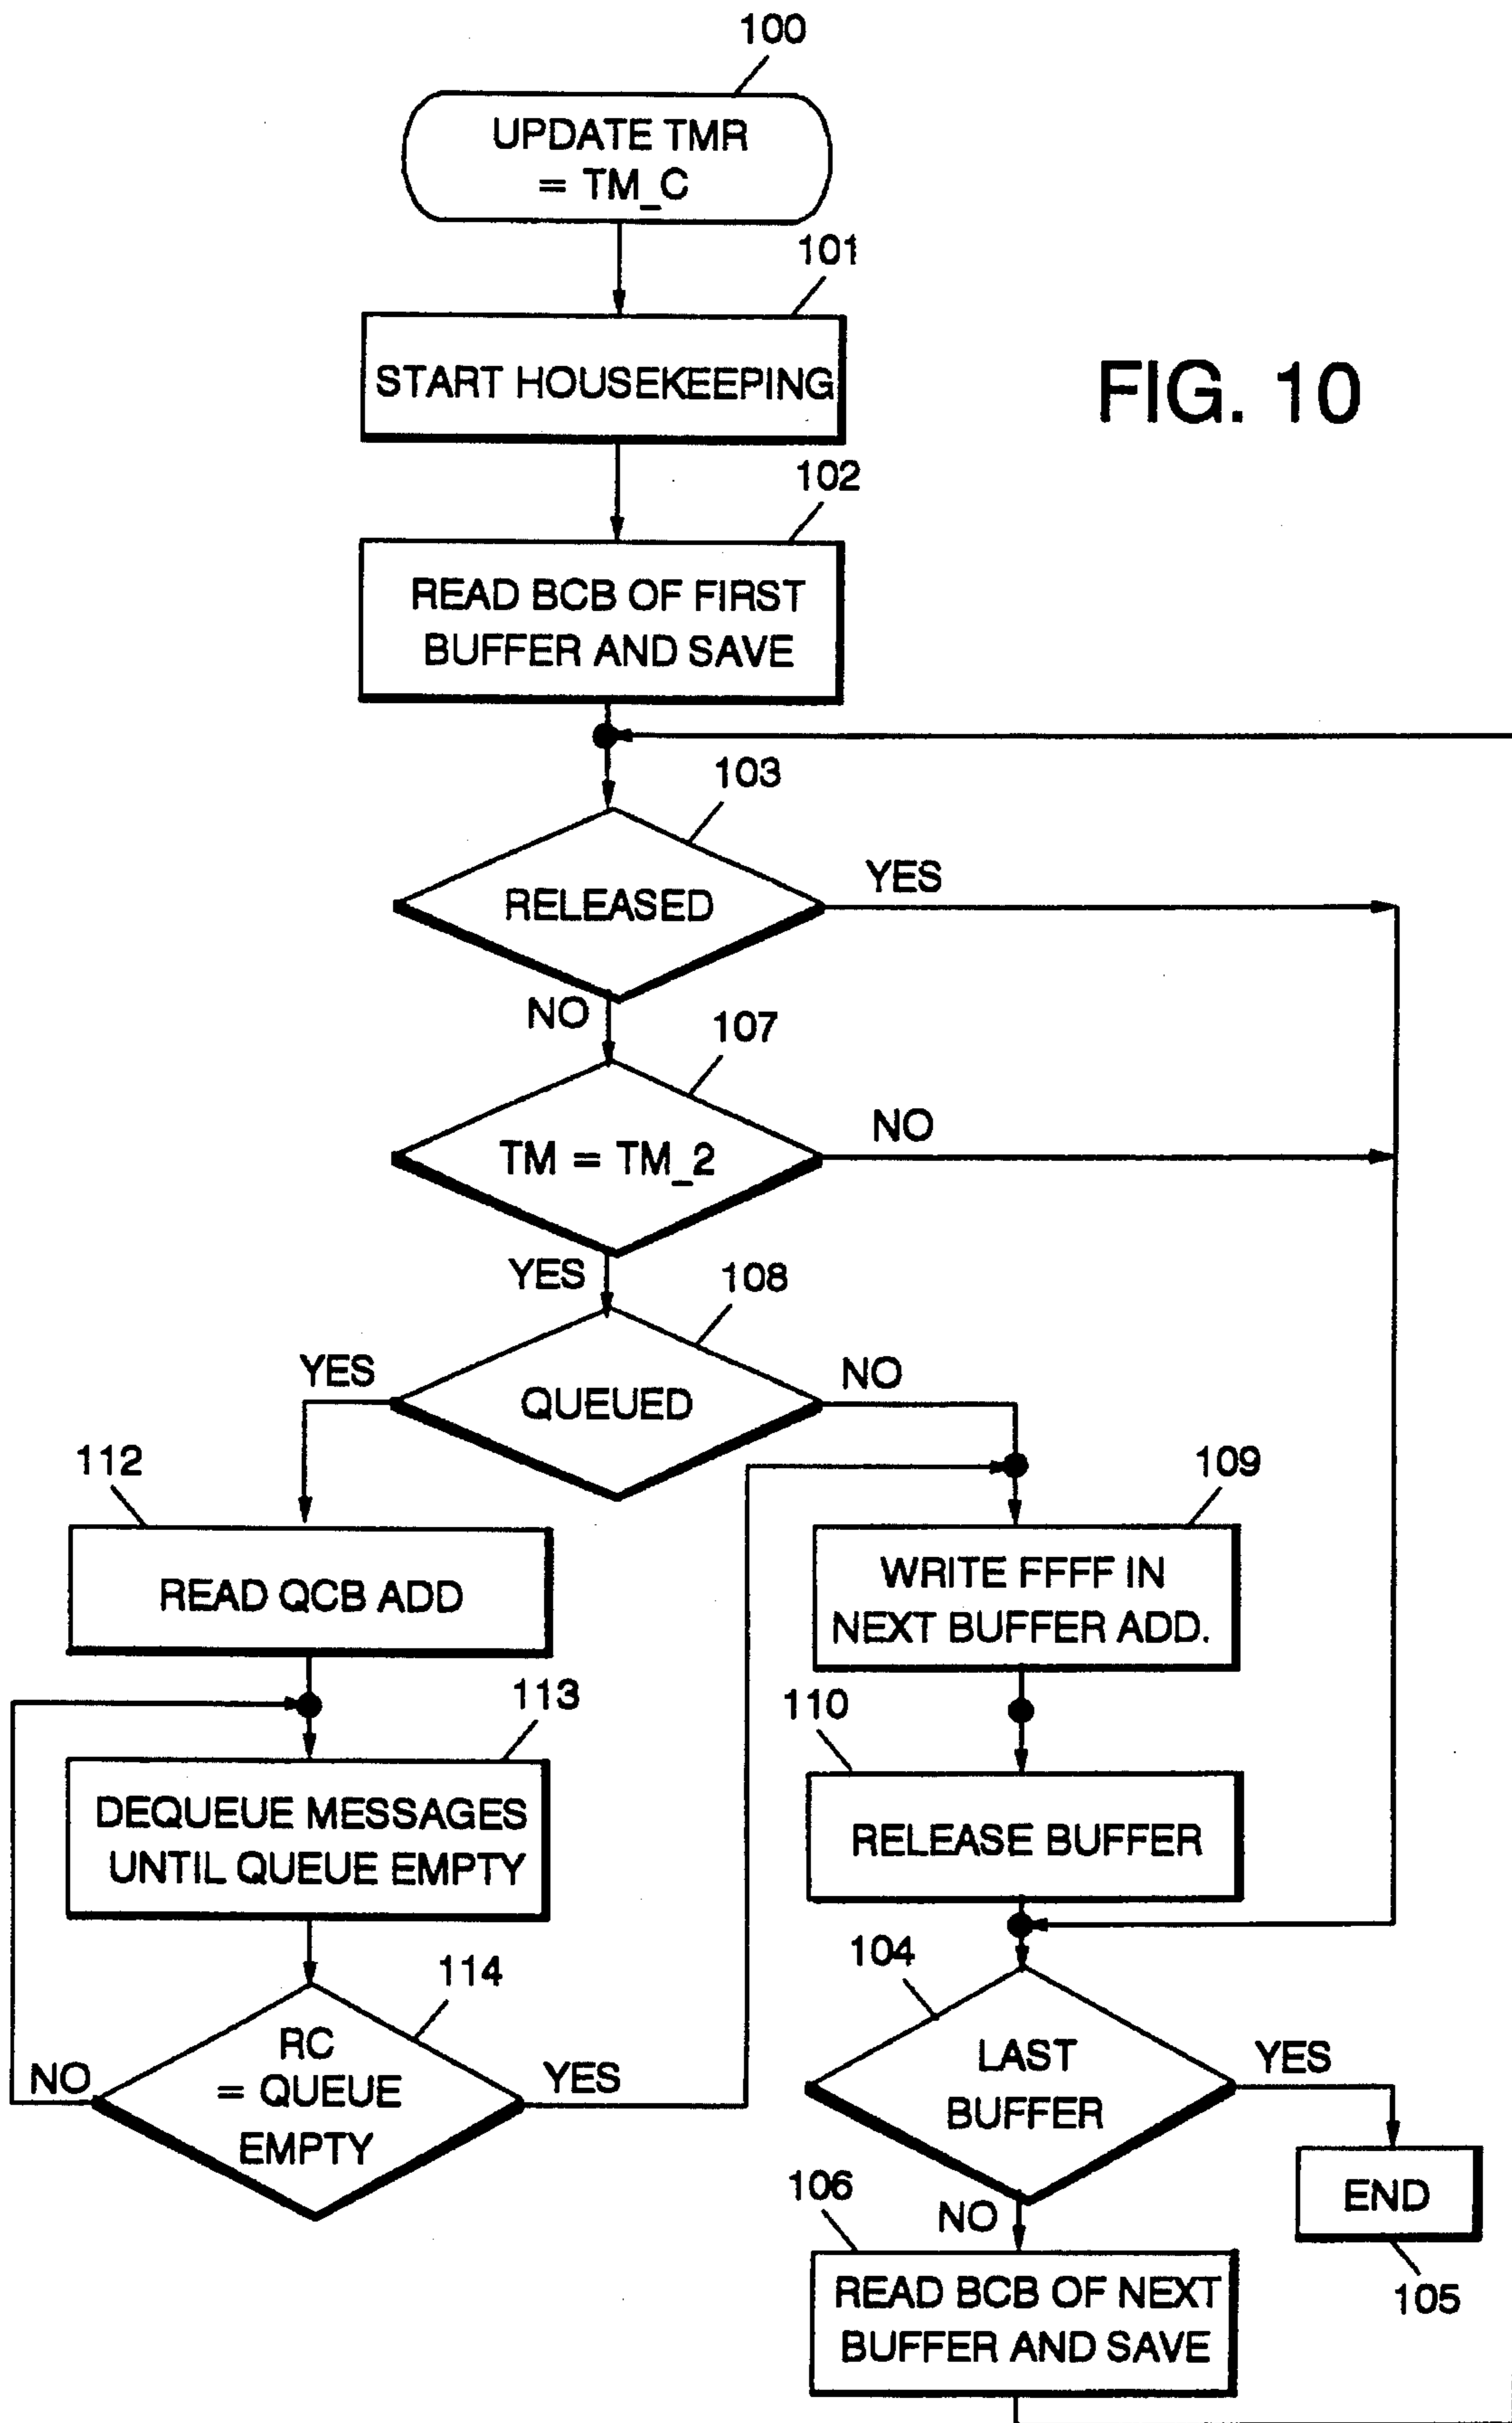 100
UPDATE TMR
= TM_C
101
START HOUSEKEEPING
FIG. 10
102
READ BCB OF FIRST
BUFFER AND SAVE
103
RELEASED
YES
NO
107
TM = TM_2
NO
YES
108
QUEUED
YES
NO
112
READ QCB ADD
109
WRITE FFFF IN
NEXT BUFFER ADD.
113
DEQUEUE MESSAGES
UNTIL QUEUE EMPTY
110
RELEASE BUFFER
114
RC
= QUEUE
EMPTY
NO
YES
104
LAST
BUFFER
YES
NO
END
105
106
READ BCB OF NEXT
BUFFER AND SAVE